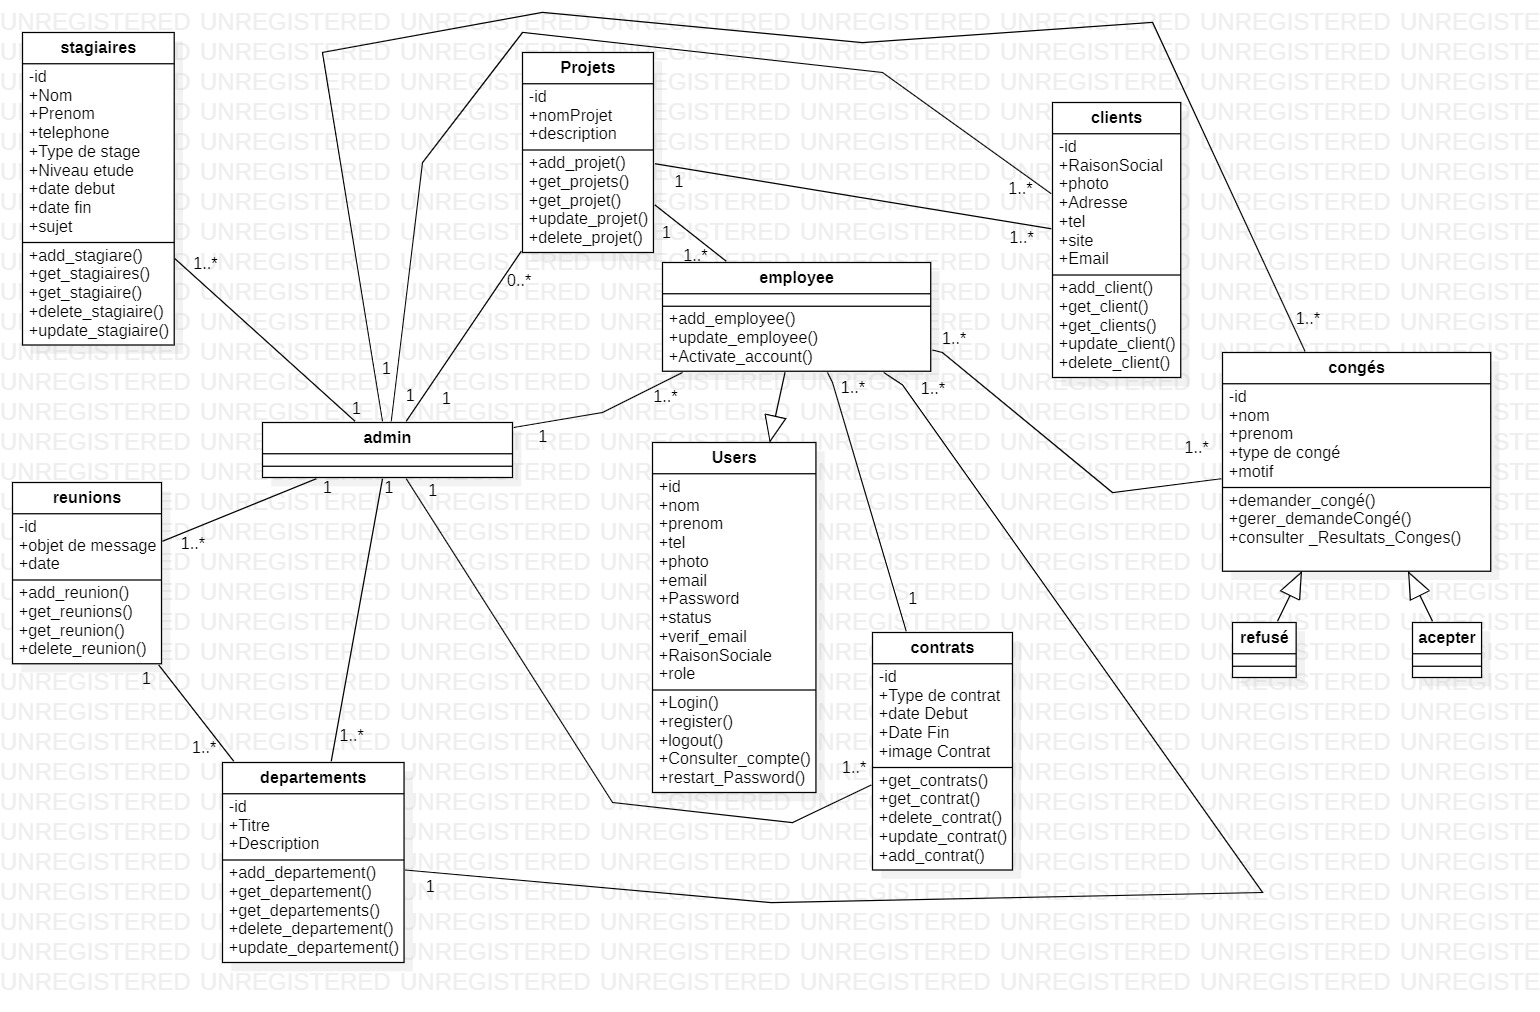 stagiaires
-id
+Nom
+Prenom
+telephone
+Type de stage
+Niveau etude
+date debut
+date fin
+sujet
+add_stagiare()
+get_stagiaires()
+get_stagiaire()
+delete_stagiaire()
+update_stagiaire()
1..*
1
Projets
-id
+nomProjet
+description
+add_projet()
+get_projets()
+get_projet()
+update_projet()
+delete_projet()
1
1
0..*
1..*
clients
-id
+RaisonSocial
+photo
+Adresse
+tel
+site
+Email
+add_client()
+get_client()
+get_clients()
+update_client()
+delete_client()
1..*
1..*
employee
+add_employee()
+update_employee()
+Activate_account()
1..*
1..*
1..*
1..*
congés
-id
+nom
+prenom
+type de congé
+motif
+demander_congé()
+gerer_demandeCongé()
+consulter _Resultats_Conges()
1..*
1..*
refusé
acepter
admin
1
1
1
1
1
1
1
reunions
-id
+objet de message
+date
+add_reunion()
+get_reunions()
+get_reunion()
+delete_reunion()
1..*
1
Users
+id
+nom
+prenom
+tel
+photo
+email
+Password
+status
+verif_email
+RaisonSociale
+role
+Login()
+register()
+logout()
+Consulter_compte()
+restart_Password()
contrats
-id
+Type de contrat
+date Debut
+Date Fin
+image Contrat
+get_contrats()
+get_contrat()
+delete_contrat()
+update_contrat()
+add_contrat()
1
1..*
departements
-id
+Titre
+Description
+add_departement()
+get_departement()
+get_departements()
+delete_departement()
+update_departement()
1..*
1..*
1
UNREGISTERED